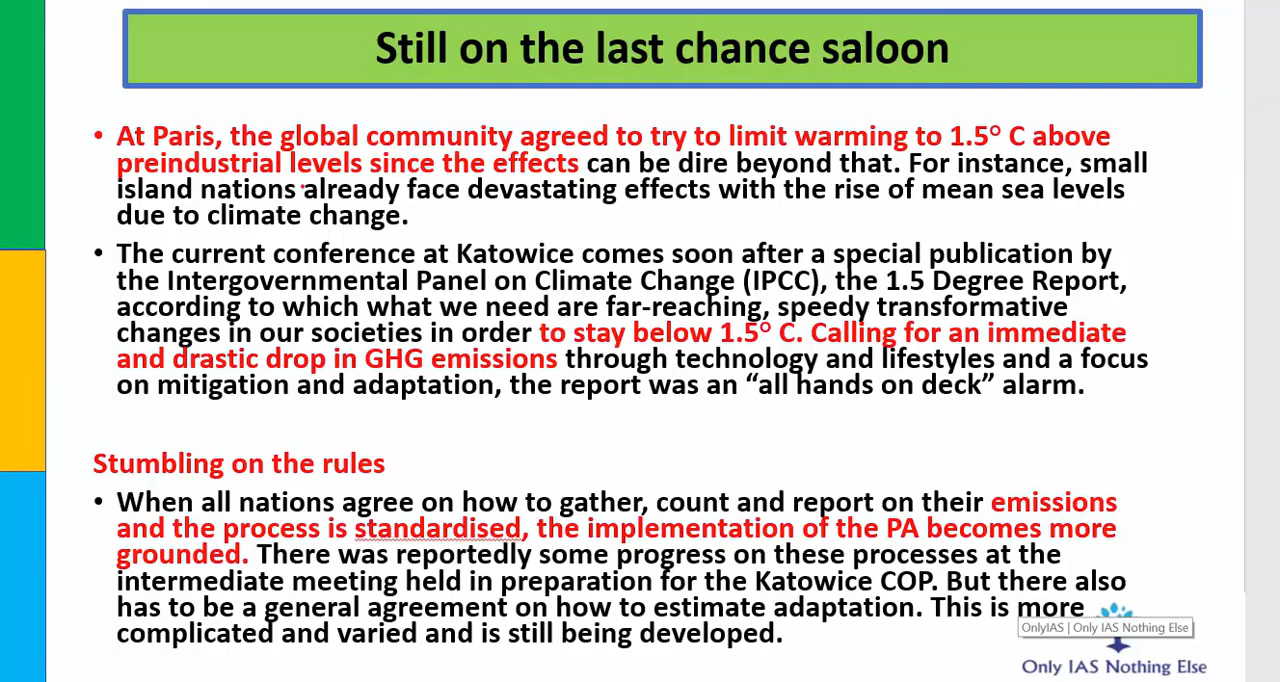 Still on the last chance saloon
• At Paris, the global community agreed to try to limit warming to 1.5° C above
preindustrial levels since the effects can be dire beyond that. For instance, small
island nations already face devastating effects with the rise of mean sea levels
due to climate change.
• The current conference at Katowice comes soon after a special publication by
the Intergovernmental Panel on Climate Change (IPCC), the 1.5 Degree Report,
according to which what we need are far-reaching, speedy transformative
changes in our societies in order to stay below 1.5° C. Calling for an immediate
and drastic drop in GHG emissions through technology and lifestyles and a focus
on mitigation and adaptation, the report was an “all hands on deck” alarm.
Stumbling on the rules
• When all nations agree on how to gather, count and report on their emissions
and the process is standardised, the implementation of the PA becomes more
grounded. There was reportedly some progress on these processes at the
intermediate meeting held in preparation for the Katowice COP. But there also
has to be a general agreement on how to estimate adaptation. This is more
complicated and varied and is still being developed.
OnlyIAS | Only IAS Nothing Else
Only IAS Nothing Else